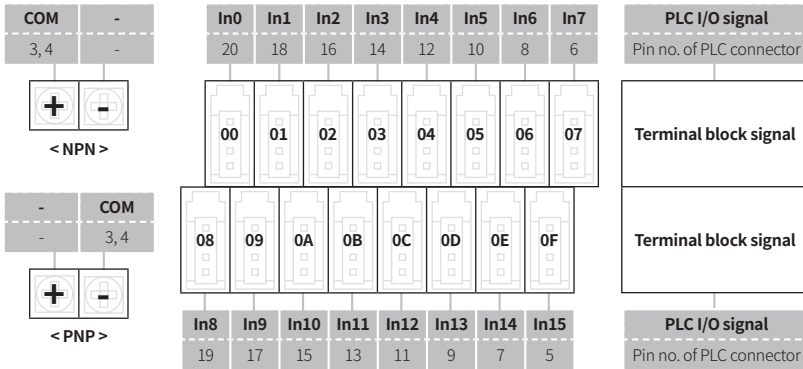 COM - In0 In1 In2 In3 In4 In5 In6 In7 PLC I/O signal
3, 4 - 20 18 16 14 12 10 8 6 Pin no. of PLC connector
+ -
00 01 02 03 04 05 06 07 Terminal block signal
< NPN >
- COM
- 3, 4
08 09 0A 0B 0C 0D 0E 0F Terminal block signal
+ -
< PNP >
In8 In9 In10 In11 In12 In13 In14 In15 PLC I/O signal
19 17 15 13 11 9 7 5 Pin no. of PLC connector